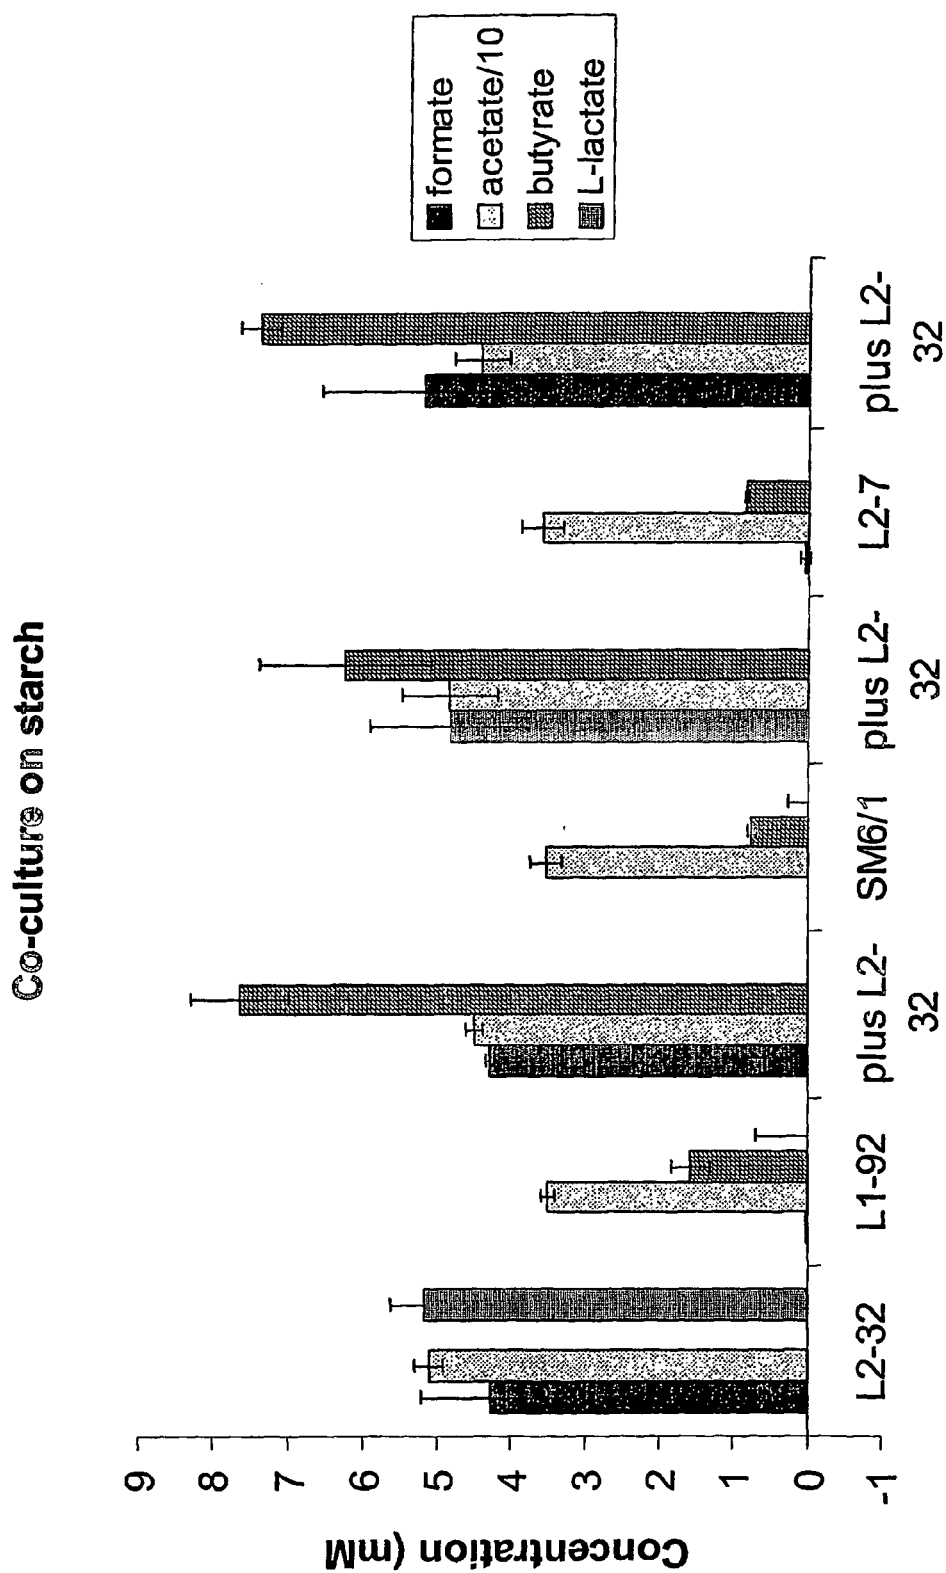 Co-culture on starch
Concentration (mM)
9
8
7
6
5
4
3
2
1
0
-1
L2-32
L1-92
plus L2-
32
SM6/1
plus L2-
32
L2-7
plus L2-
32
formate
acetate/10
butyrate
L-lactate